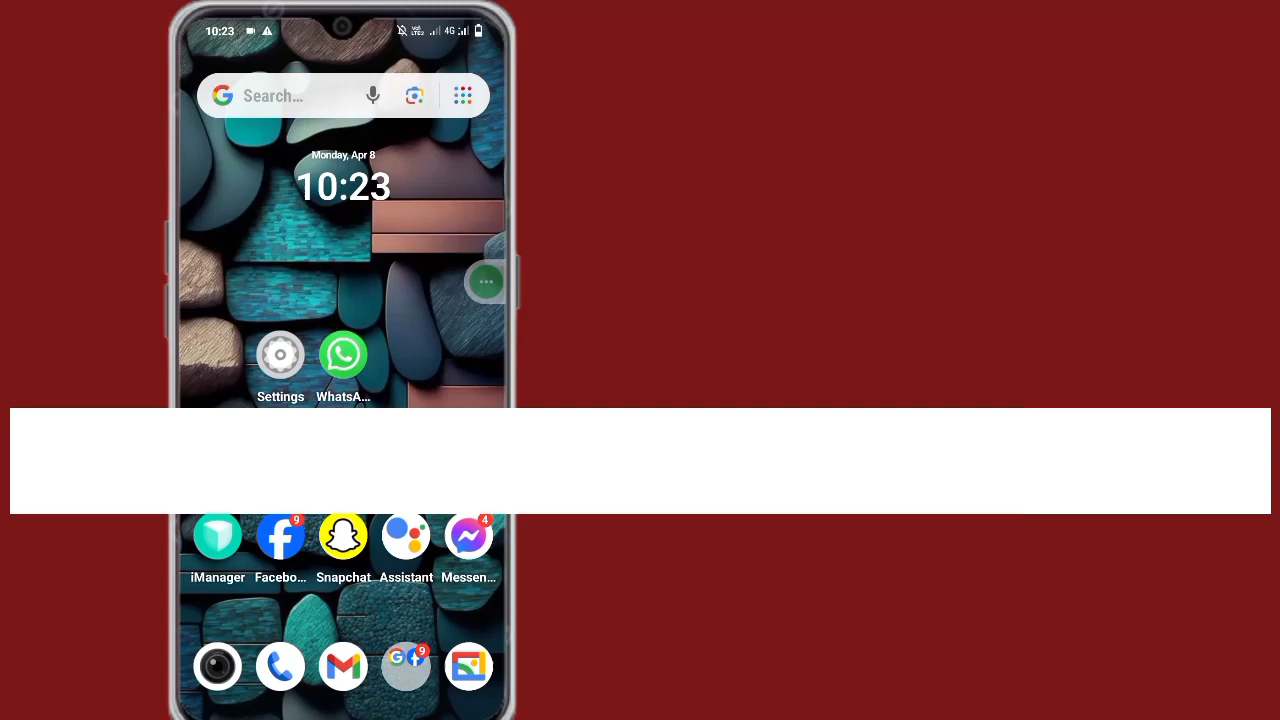 10:23 4G
Search...
Monday, Apr 8
10:23
Settings WhatsA...
9 4
iManager Facebo... Snapchat Assistant Messen...
9